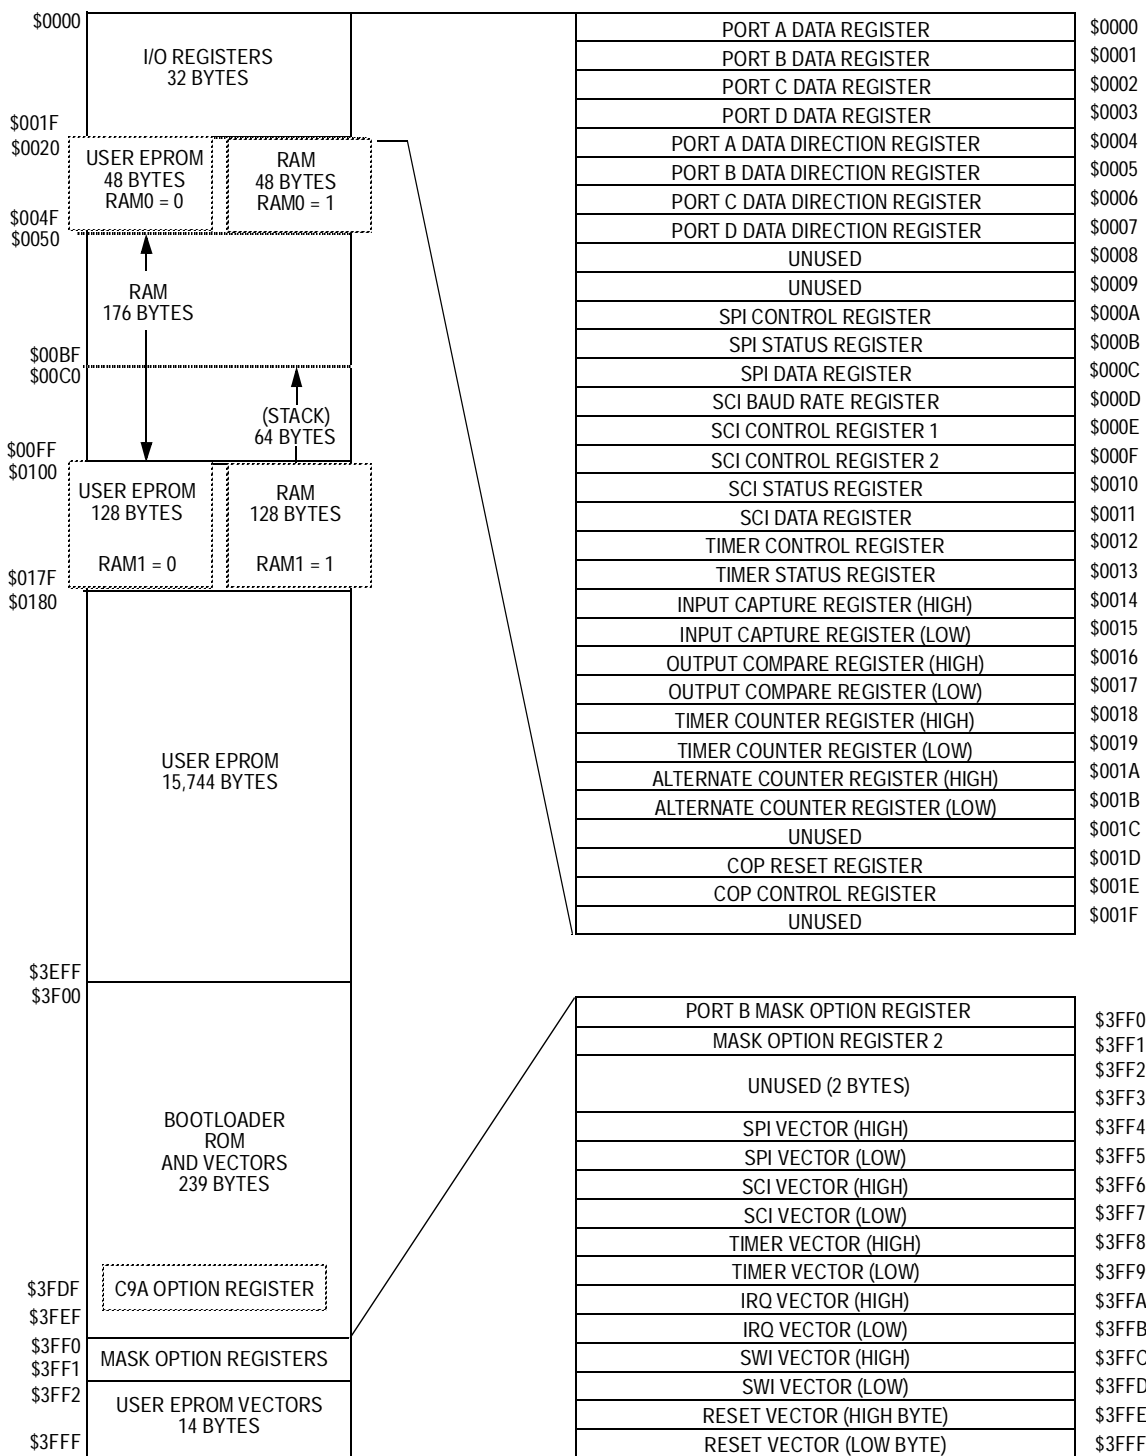 $0000
I/O REGISTERS
32 BYTES
$001F
$0020
USER EPROM
48 BYTES
RAM0 = 0
RAM
48 BYTES
RAM0 = 1
$004F
$0050
RAM
176 BYTES
$00BF
$00C0
(STACK)
64 BYTES
$00FF
$0100
USER EPROM
128 BYTES
RAM1 = 0
RAM
128 BYTES
RAM1 = 1
$017F
$0180
USER EPROM
15,744 BYTES
$3EFF
$3F00
BOOTLOADER
ROM
AND VECTORS
239 BYTES
$3FDF
C9A OPTION REGISTER
$3FEF
$3FF0
$3FF1
MASK OPTION REGISTERS
$3FF2
USER EPROM VECTORS
14 BYTES
$3FFF
PORT A DATA REGISTER $0000
PORT B DATA REGISTER $0001
PORT C DATA REGISTER $0002
PORT D DATA REGISTER $0003
PORT A DATA DIRECTION REGISTER $0004
PORT B DATA DIRECTION REGISTER $0005
PORT C DATA DIRECTION REGISTER $0006
PORT D DATA DIRECTION REGISTER $0007
UNUSED $0008
UNUSED $0009
SPI CONTROL REGISTER $000A
SPI STATUS REGISTER $000B
SPI DATA REGISTER $000C
SCI BAUD RATE REGISTER $000D
SCI CONTROL REGISTER 1 $000E
SCI CONTROL REGISTER 2 $000F
SCI STATUS REGISTER $0010
SCI DATA REGISTER $0011
TIMER CONTROL REGISTER $0012
TIMER STATUS REGISTER $0013
INPUT CAPTURE REGISTER (HIGH) $0014
INPUT CAPTURE REGISTER (LOW) $0015
OUTPUT COMPARE REGISTER (HIGH) $0016
OUTPUT COMPARE REGISTER (LOW) $0017
TIMER COUNTER REGISTER (HIGH) $0018
TIMER COUNTER REGISTER (LOW) $0019
ALTERNATE COUNTER REGISTER (HIGH) $001A
ALTERNATE COUNTER REGISTER (LOW) $001B
UNUSED $001C
COP RESET REGISTER $001D
COP CONTROL REGISTER $001E
UNUSED $001F
PORT B MASK OPTION REGISTER $3FF0
MASK OPTION REGISTER 2 $3FF1
$3FF2
UNUSED (2 BYTES)
$3FF3
SPI VECTOR (HIGH) $3FF4
SPI VECTOR (LOW) $3FF5
SCI VECTOR (HIGH) $3FF6
SCI VECTOR (LOW) $3FF7
TIMER VECTOR (HIGH) $3FF8
TIMER VECTOR (LOW) $3FF9
IRQ VECTOR (HIGH) $3FFA
IRQ VECTOR (LOW) $3FFB
SWI VECTOR (HIGH) $3FFC
SWI VECTOR (LOW) $3FFD
RESET VECTOR (HIGH BYTE) $3FFE
RESET VECTOR (LOW BYTE) $3FFF